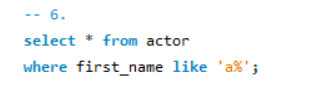 -- 6.
select * from actor
where first_name like 'a%';